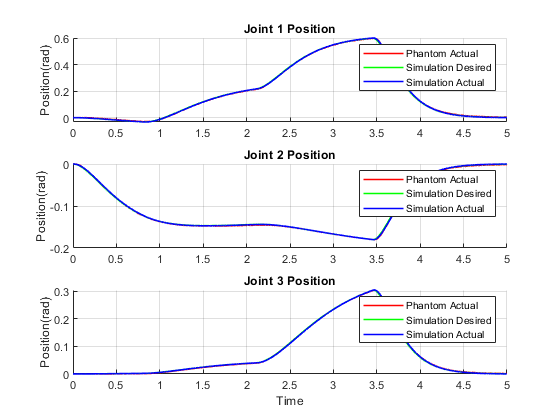 Joint 1 Position
Position(rad)
0.6
0.4
0.2
0
Phantom Actual
Simulation Desired
Simulation Actual
0 0.5 1 1.5 2 2.5 3 3.5 4 4.5 5
Joint 2 Position
Position(rad)
0
-0.1
-0.2
Phantom Actual
Simulation Desired
Simulation Actual
0 0.5 1 1.5 2 2.5 3 3.5 4 4.5 5
Joint 3 Position
Position(rad)
0.3
0.2
0.1
0
Phantom Actual
Simulation Desired
Simulation Actual
0 0.5 1 1.5 2 2.5 3 3.5 4 4.5 5
Time